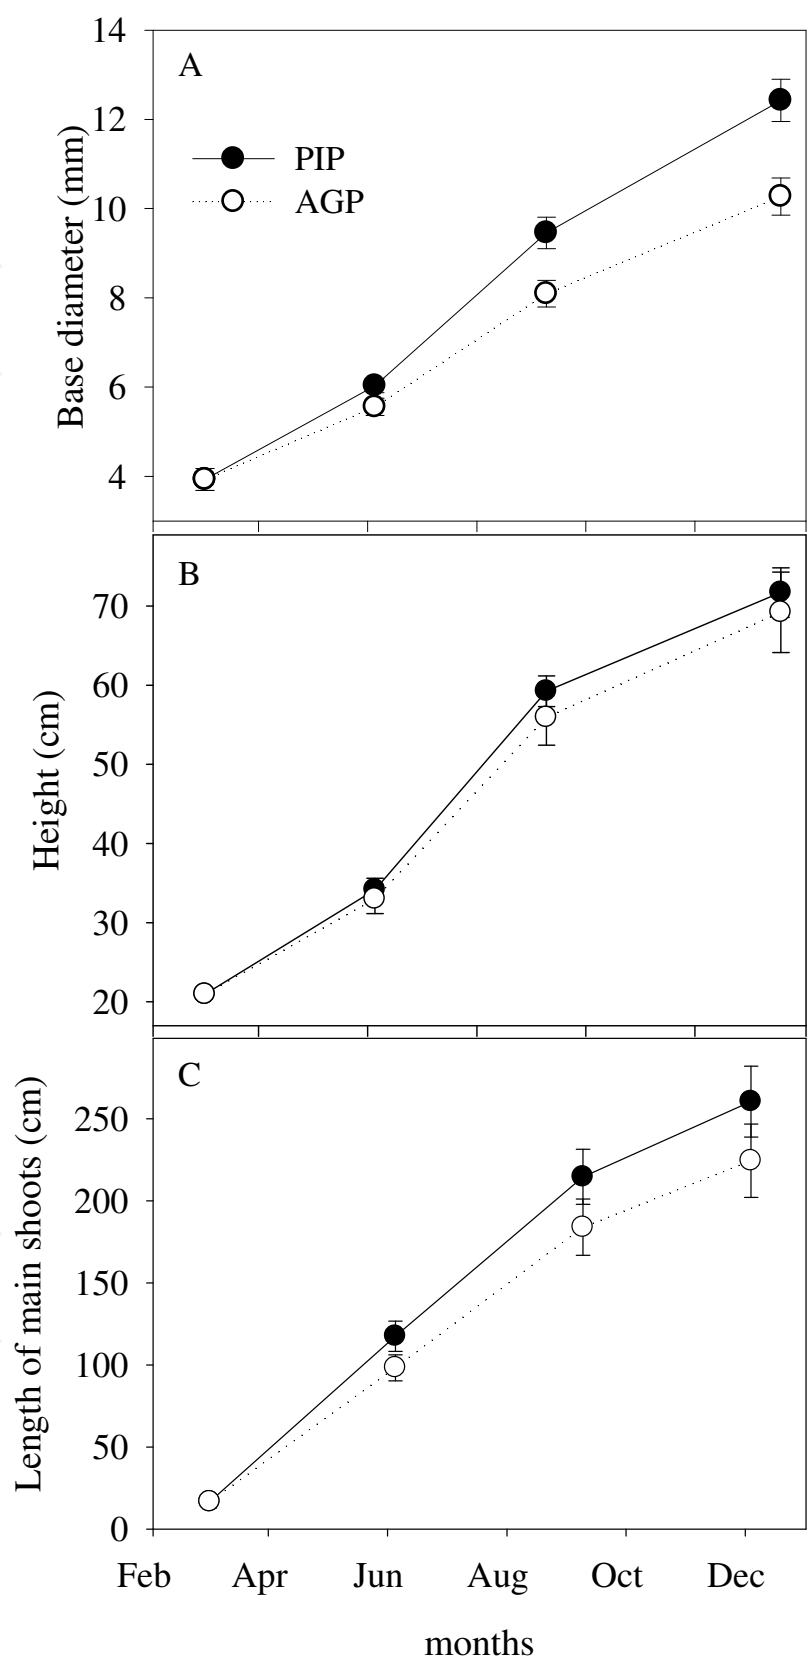 14
A
12
PIP
AGP
10
8
6
4
Base diameter (mm)
B
70
60
50
40
30
20
Height (cm)
C
250
200
150
100
50
0
Length of main shoots (cm)
Feb Apr Jun Aug Oct Dec
months